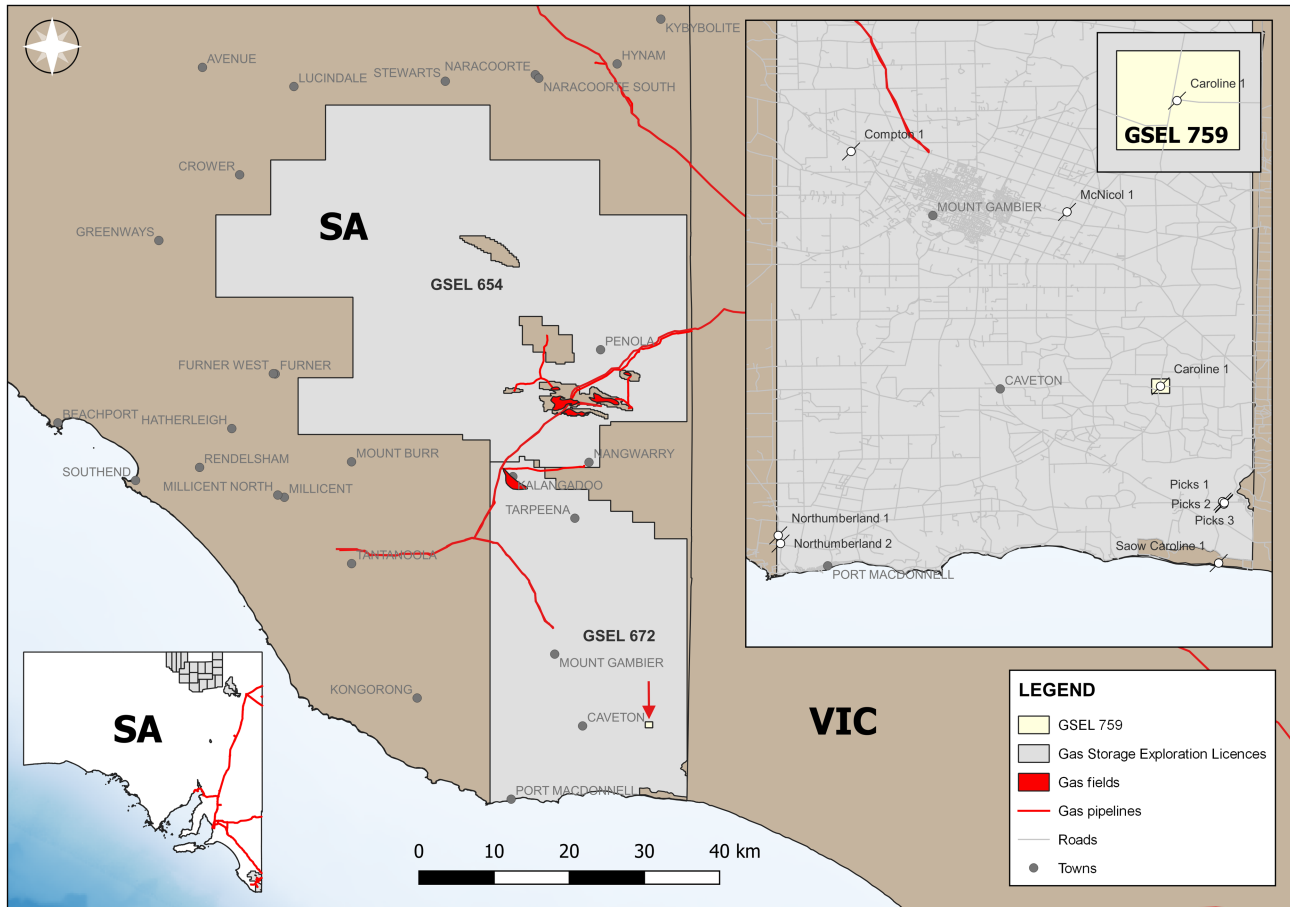 KYBYBOLITE
AVENUE
HYNAM
NARACOORTE
STEWARTS
LUCINDALE
NARACOORTE SOUTH
CROWER
SA
GREENWAYS
GSEL 654
PENOLA
FURNER WEST
FURNER
BEACHPORT
HATHERLEIGH
MOUNT BURR
NANGWARRY
RENDELSHAM
SOUTHEND
KALANGADOO
MILLICENT NORTH
MILLICENT
TARPEENA
TANTANOOLA
GSEL 672
MOUNT GAMBIER
KONGORONG
CAVETON
PORT MACDONNELL
VIC
SA
0 10 20 30 40 km
Caroline 1
GSEL 759
Compton 1
McNicol 1
MOUNT GAMBIER
Caroline 1
CAVETON
Picks 1
Picks 2
Picks 3
Northumberland 1
Northumberland 2
Saow Caroline 1
PORT MACDONNELL
LEGEND
GSEL 759
Gas Storage Exploration Licences
Gas fields
Gas pipelines
Roads
Towns